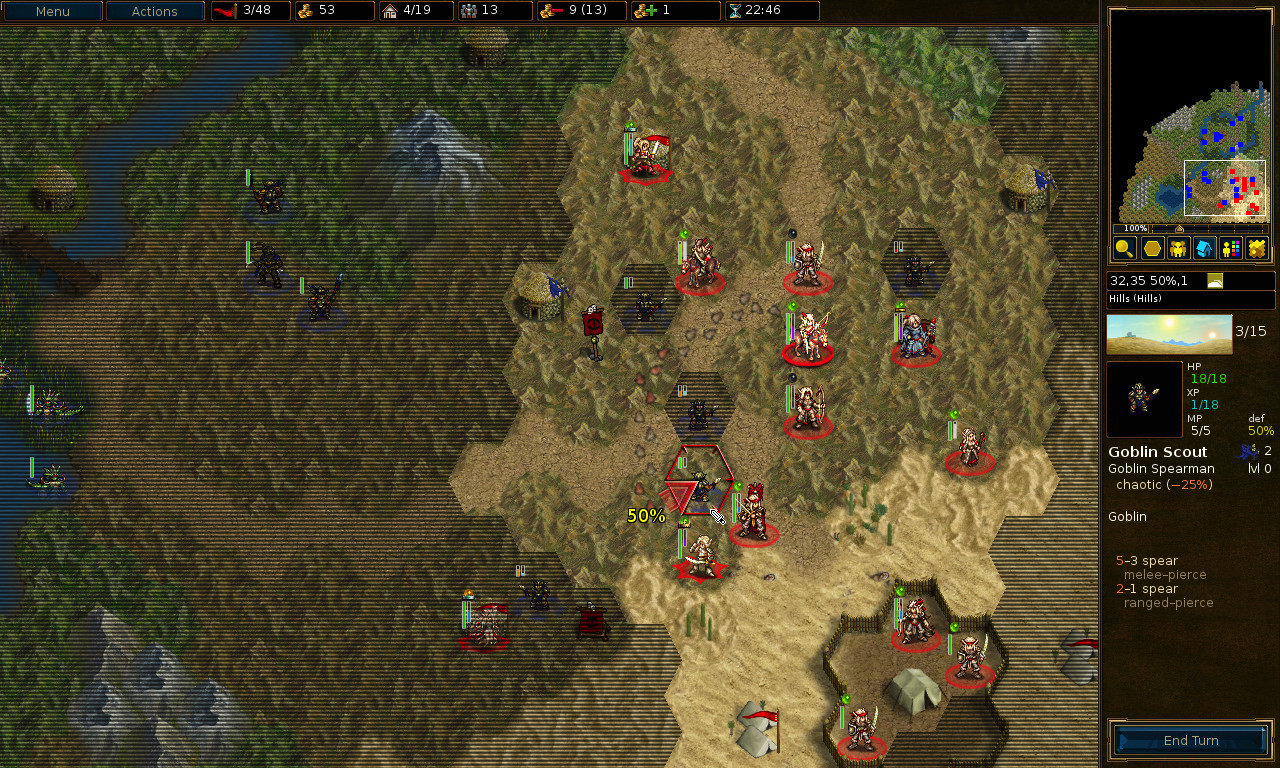 Menu
Actions
3/48
53
4/19
13
9 (13)
1
22:46
100%
32,35 50%,1
Hills (Hills)
3/15
HP
18/18
XP
1/18
MP
def
5/5
50%
Goblin Scout
2
Goblin Spearman
lvl 0
chaotic (−25%)
Goblin
5–3 spear
melee–pierce
2–1 spear
ranged–pierce
50%
End Turn